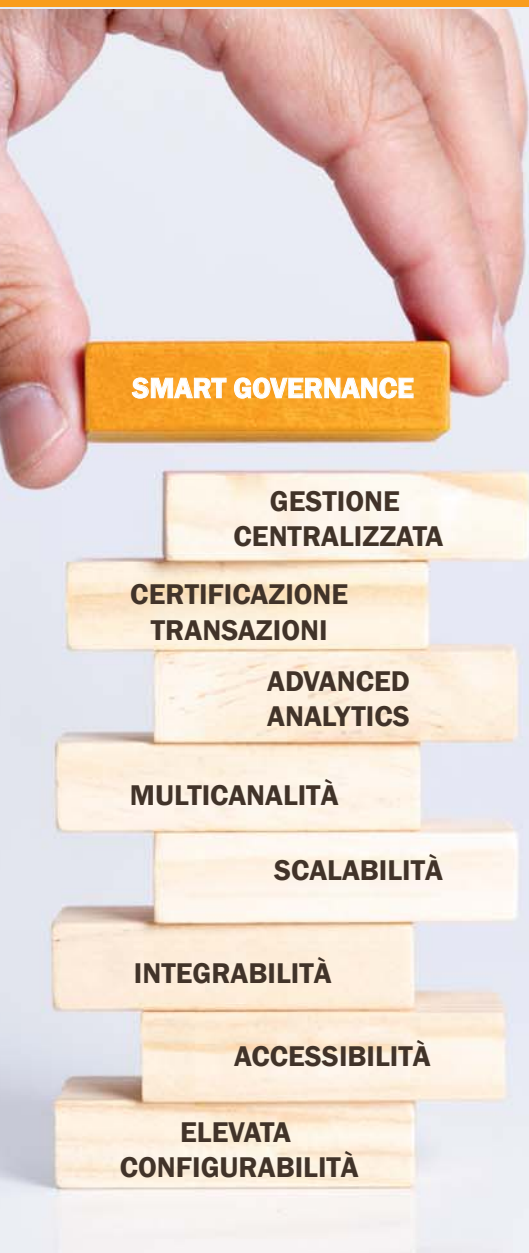 SMART GOVERNANCE
GESTIONE
CENTRALIZZATA
CERTIFICAZIONE
TRANSAZIONI
ADVANCED
ANALYTICS
MULTICANALITÀ
SCALABILITÀ
INTEGRABILITÀ
ACCESSIBILITÀ
ELEVATA
CONFIGURABILITÀ